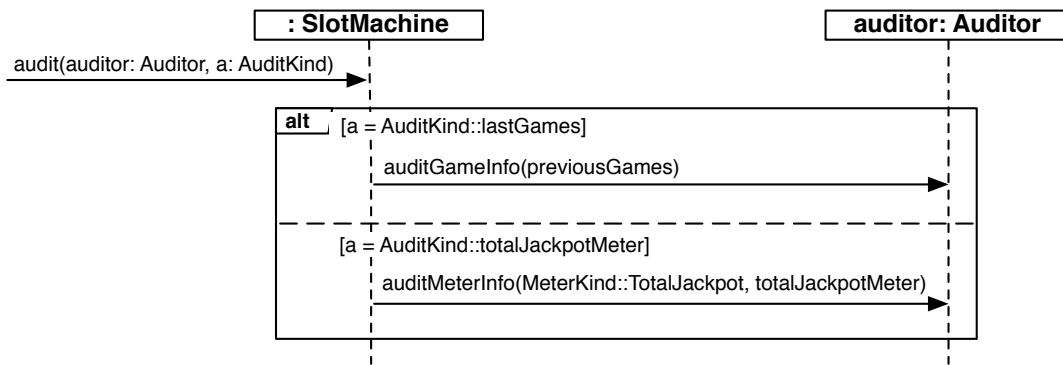 : SlotMachine
auditor: Auditor
audit(auditor: Auditor, a: AuditKind)
alt
[a = AuditKind::lastGames]
auditGameInfo(previousGames)
[a = AuditKind::totalJackpotMeter]
auditMeterInfo(MeterKind::TotalJackpot, totalJackpotMeter)